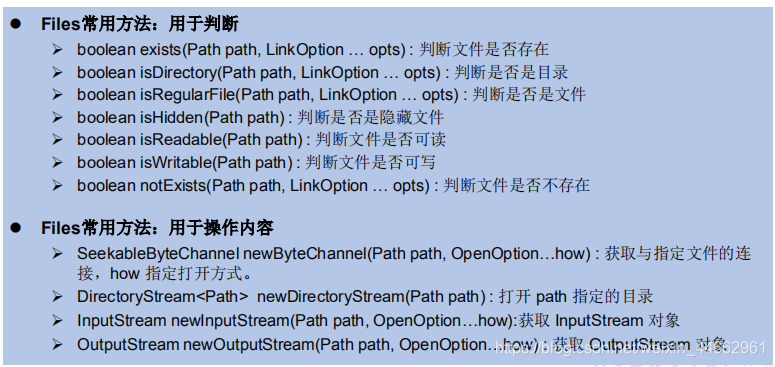 ● Files常用方法：用于判断
➢ boolean exists(Path path, LinkOption … opts) : 判断文件是否存在
➢ boolean isDirectory(Path path, LinkOption … opts) : 判断是否是目录
➢ boolean isRegularFile(Path path, LinkOption … opts) : 判断是否是文件
➢ boolean isHidden(Path path) : 判断是否是隐藏文件
➢ boolean isReadable(Path path) : 判断文件是否可读
➢ boolean isWritable(Path path) : 判断文件是否可写
➢ boolean notExists(Path path, LinkOption … opts) : 判断文件是否不存在
● Files常用方法：用于操作内容
➢ SeekableByteChannel newByteChannel(Path path, OpenOption…how) : 获取与指定文件的连
接，how 指定打开方式。
➢ DirectoryStream<Path> newDirectoryStream(Path path) : 打开 path 指定的目录
➢ InputStream newInputStream(Path path, OpenOption…how):获取 InputStream 对象
➢ OutputStream newOutputStream(Path path, OpenOption…how) : 获取 OutputStream 对象